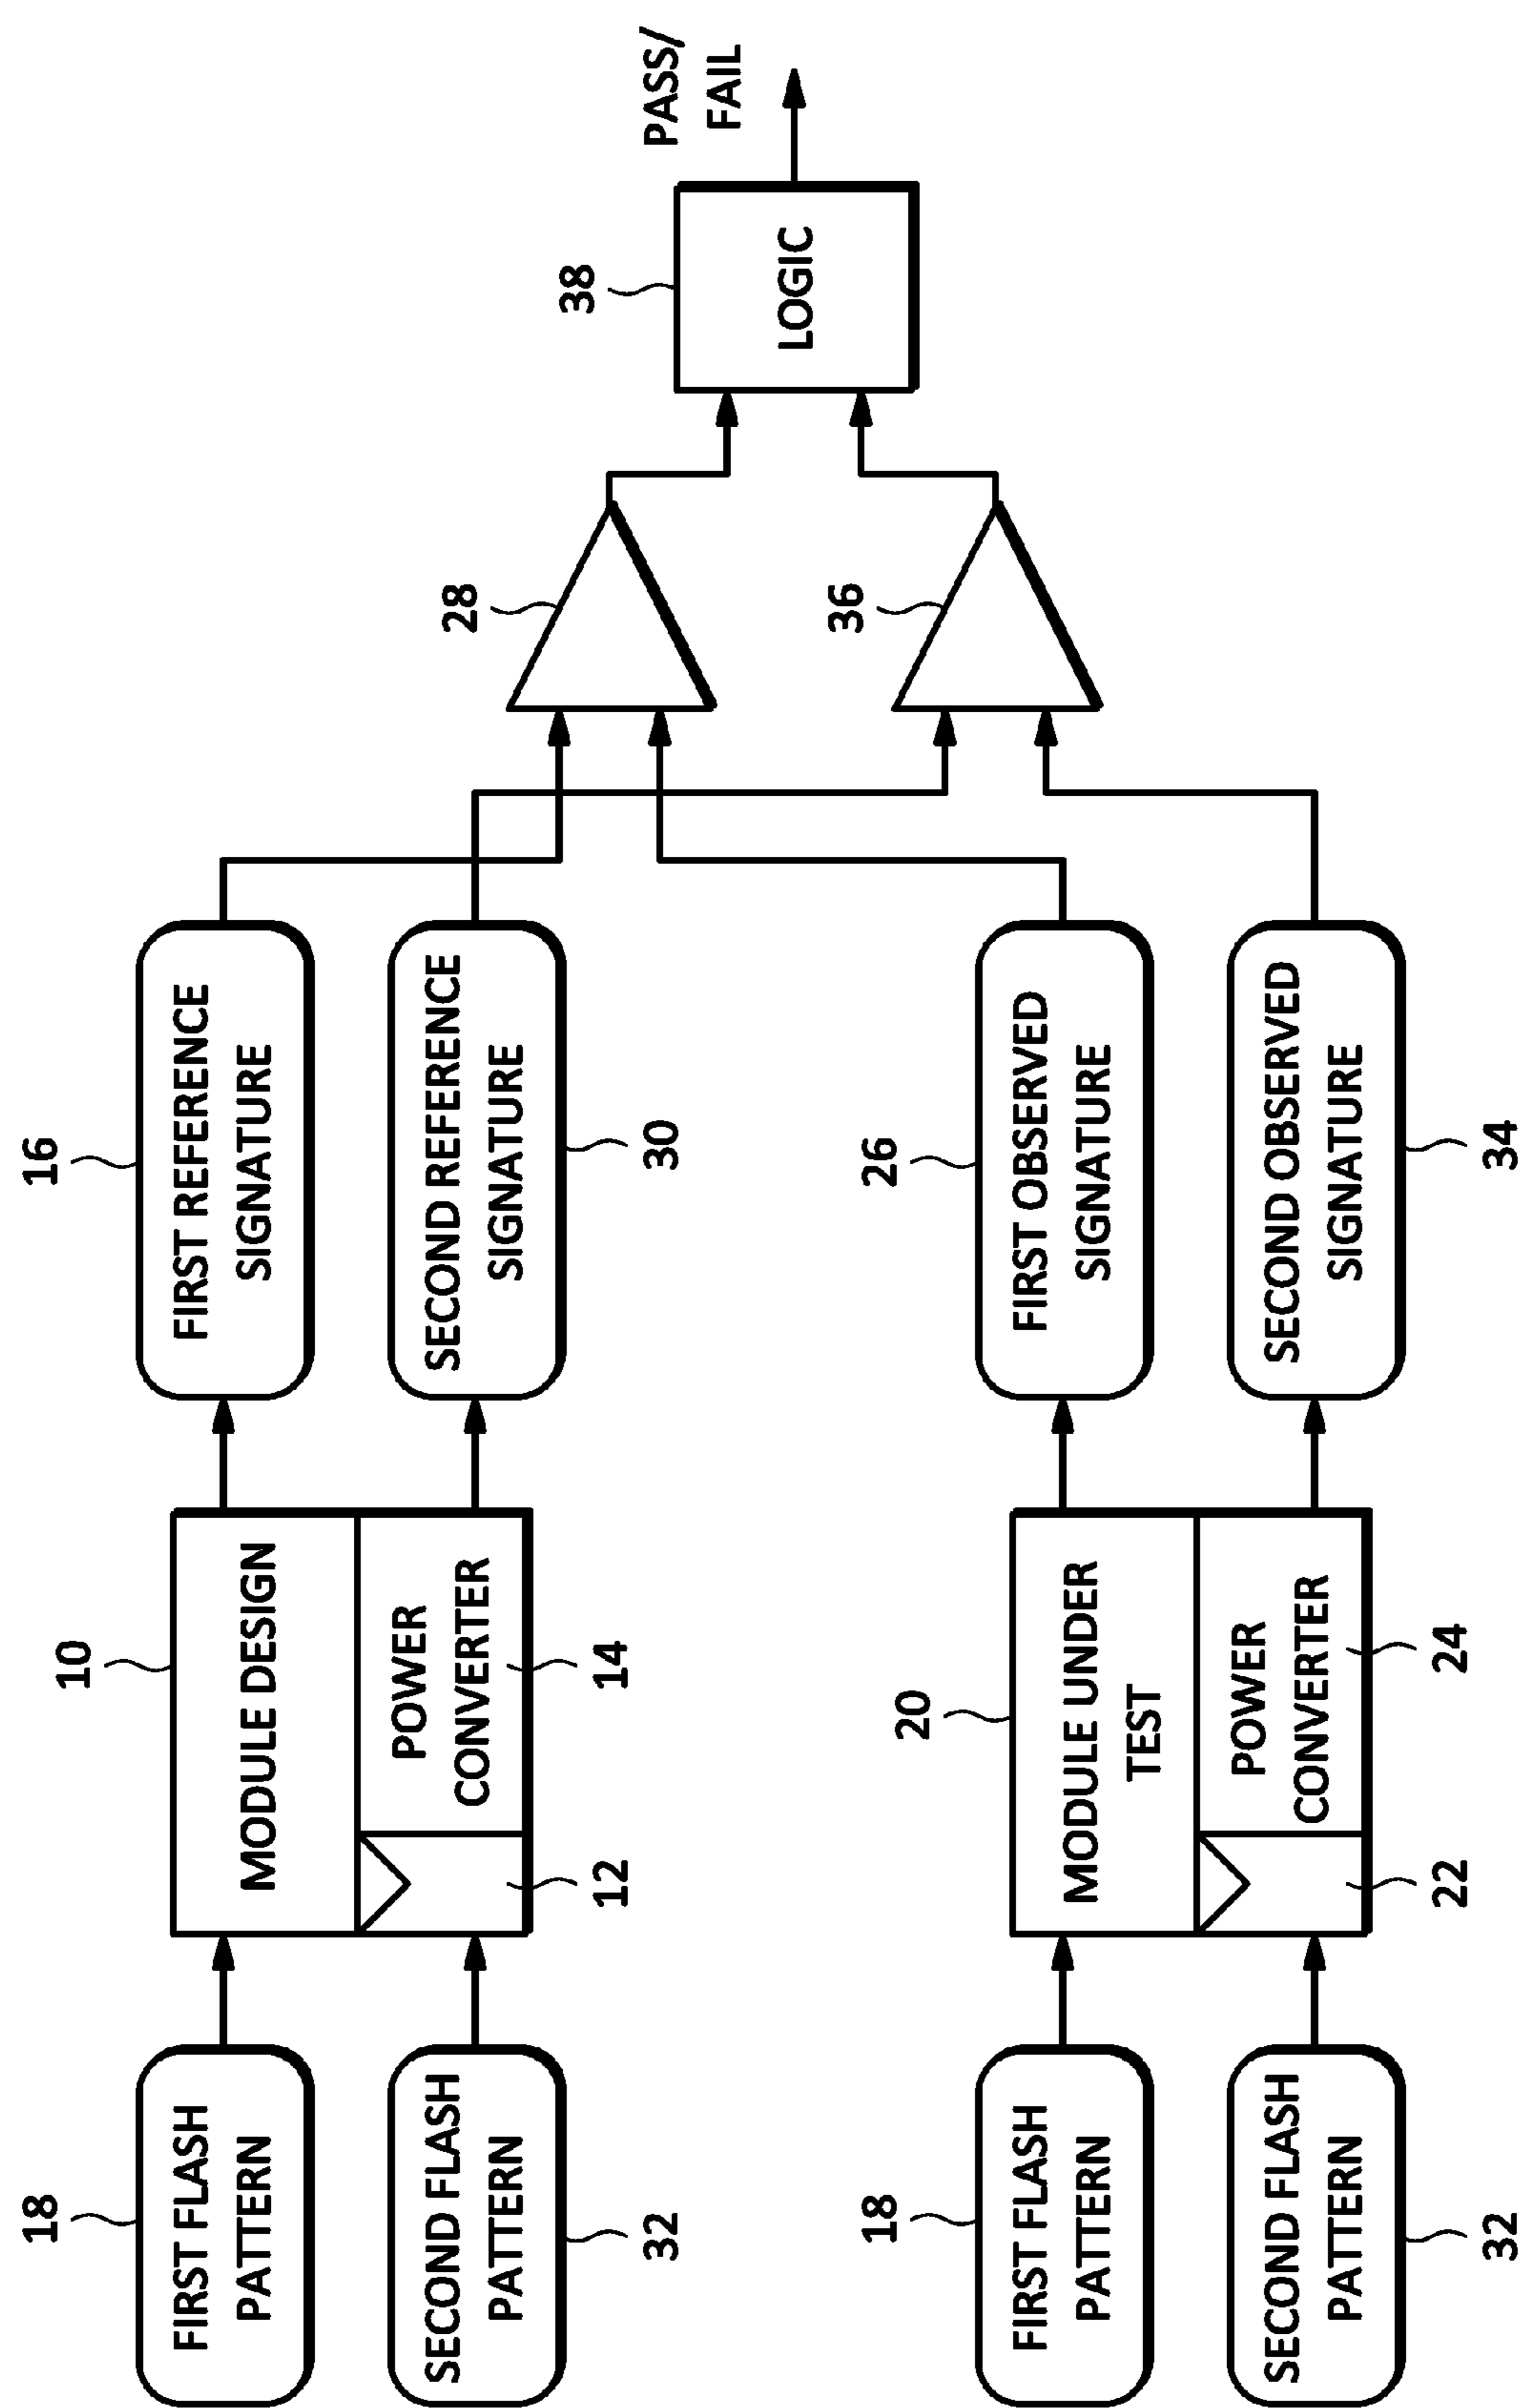 18
FIRST FLASH
PATTERN
SECOND FLASH
PATTERN
32
10
MODULE DESIGN
12
POWER
CONVERTER
14
16
FIRST REFERENCE
SIGNATURE
SECOND REFERENCE
SIGNATURE
30
18
FIRST FLASH
PATTERN
SECOND FLASH
PATTERN
32
20
MODULE UNDER
TEST
22
POWER
CONVERTER
24
26
FIRST OBSERVED
SIGNATURE
SECOND OBSERVED
SIGNATURE
34
28
36
38
LOGIC
PASS/
FAIL